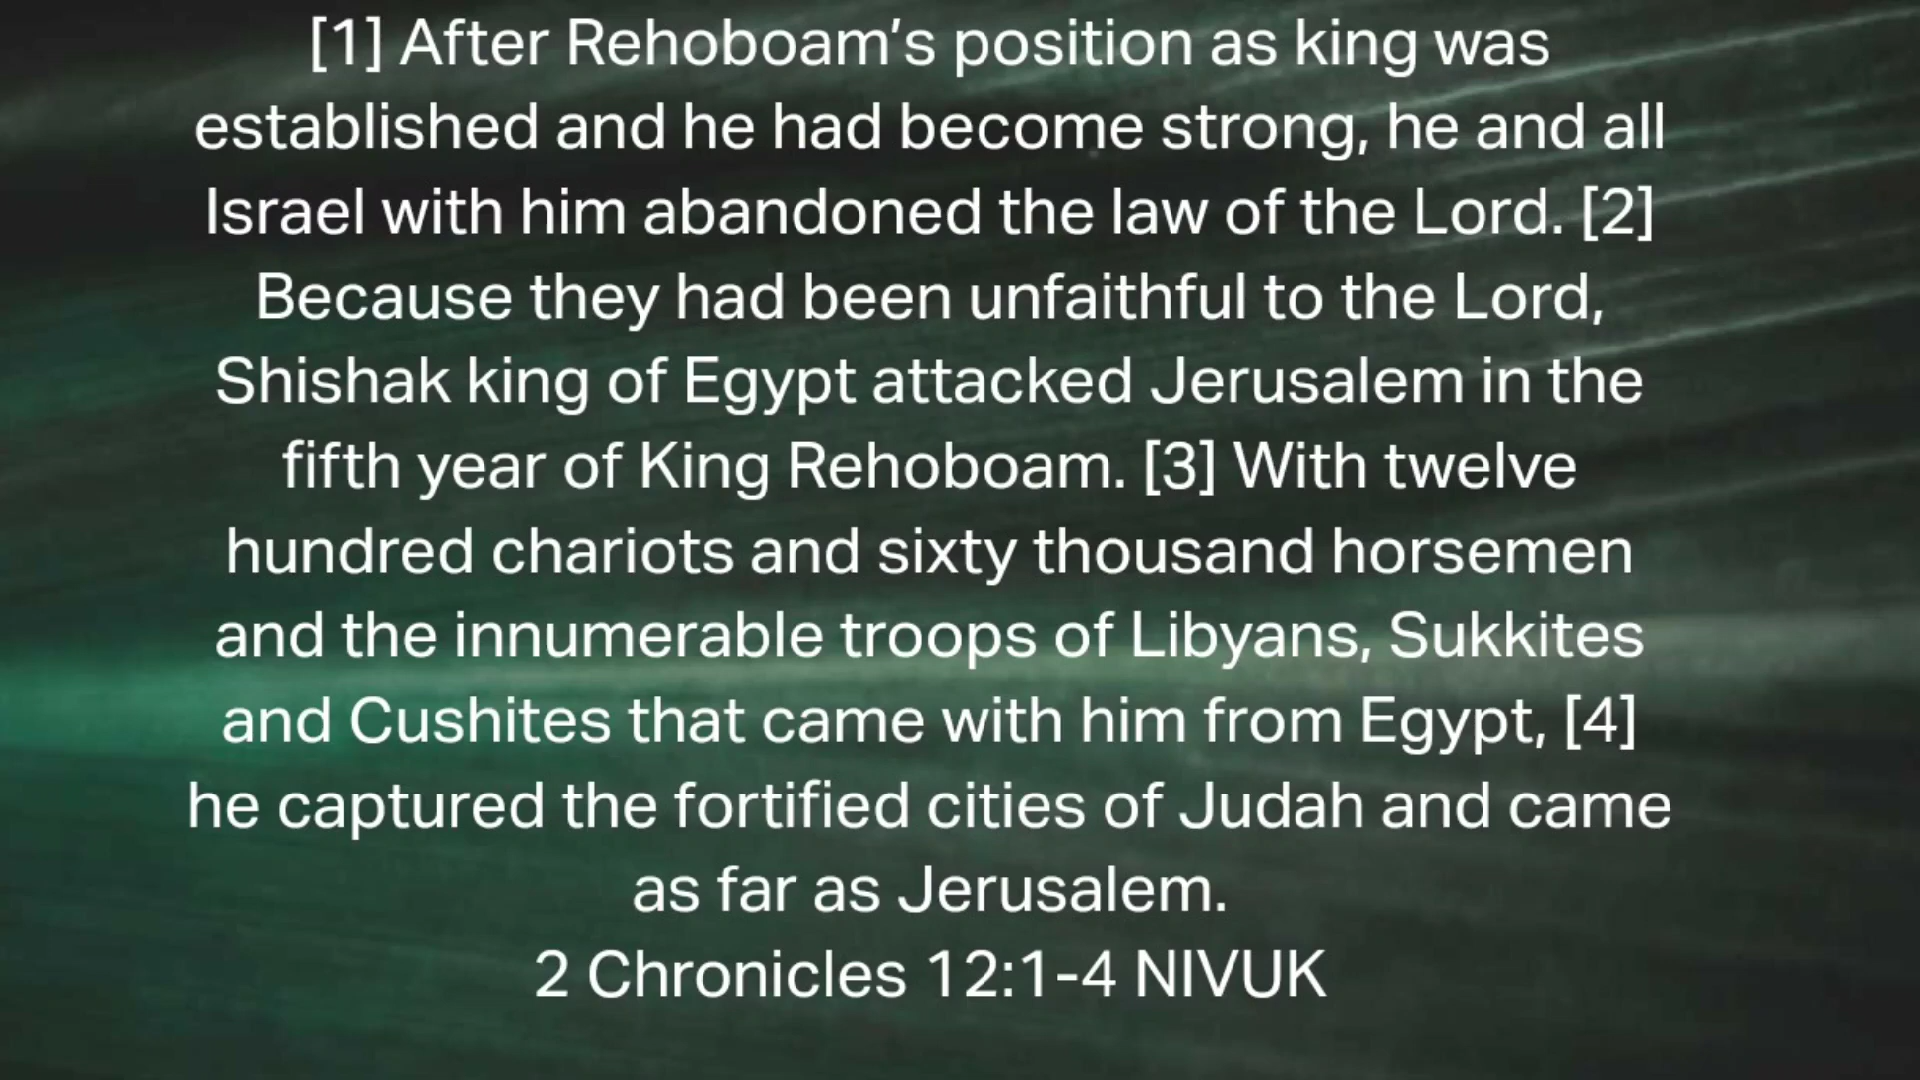 [1] After Rehoboam’s position as king was
established and he had become strong, he and all
Israel with him abandoned the law of the Lord. [2]
Because they had been unfaithful to the Lord,
Shishak king of Egypt attacked Jerusalem in the
fifth year of King Rehoboam. [3] With twelve
hundred chariots and sixty thousand horsemen
and the innumerable troops of Libyans, Sukkites
and Cushites that came with him from Egypt, [4]
he captured the fortified cities of Judah and came
as far as Jerusalem.
2 Chronicles 12:1-4 NIVUK